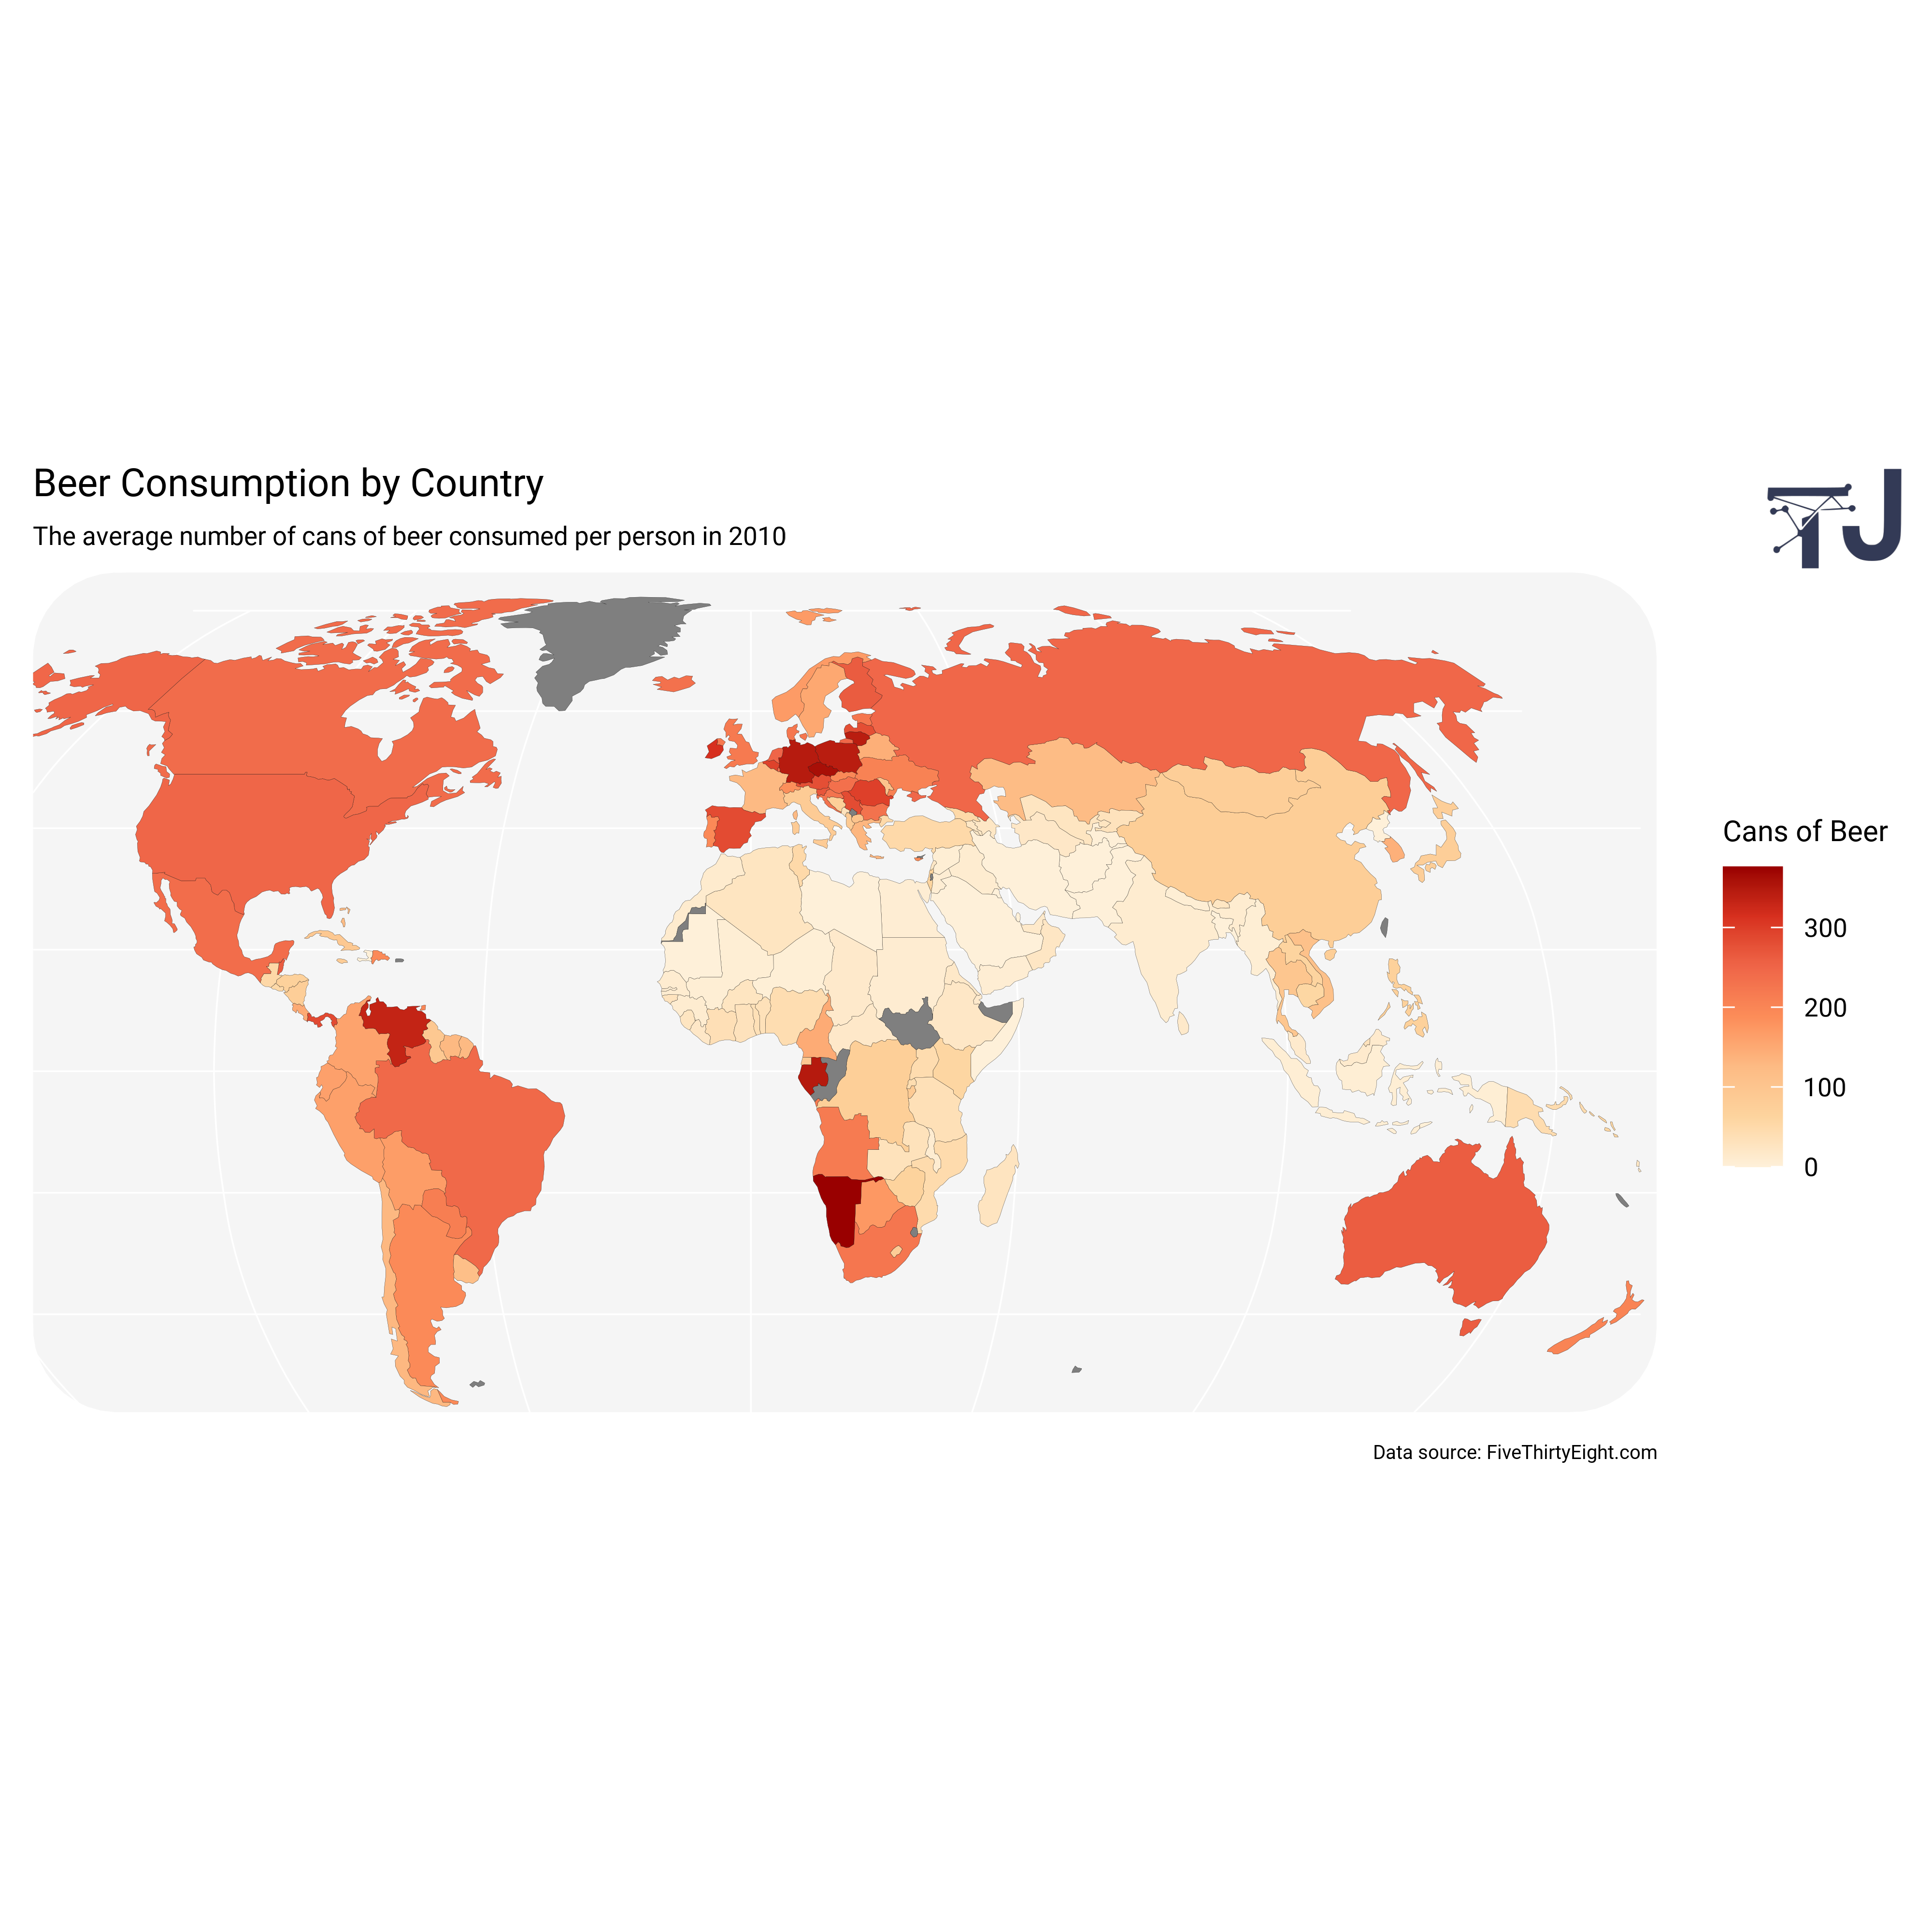 Beer Consumption by Country
The average number of cans of beer consumed per person in 2010
TJ
Cans of Beer
300
200
100
0
Data source: FiveThirtyEight.com